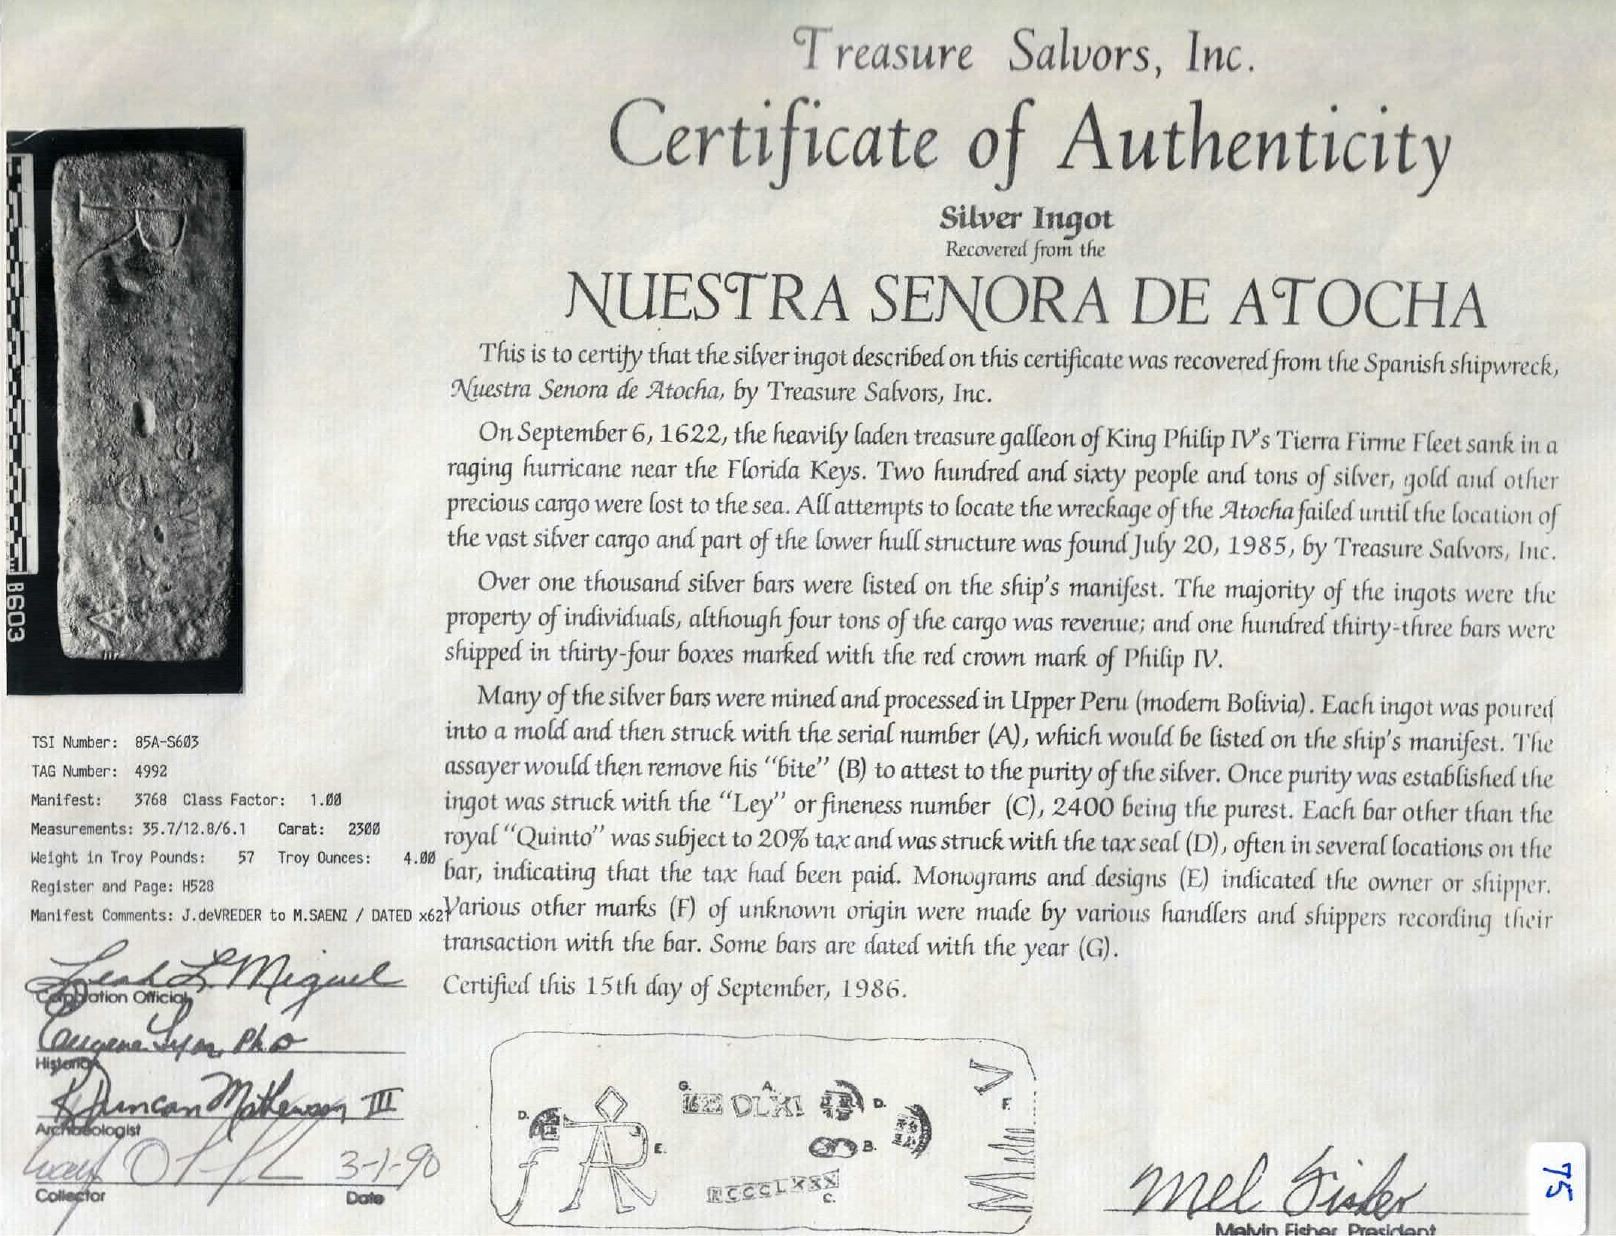 Treasure Salvors, Inc.
Certificate of Authenticity
Silver Ingot
Recovered from the
NUESTRA SENORA DE ATOCHA
This is to certify that the silver ingot described on this certificate was recovered from the Spanish shipwreck,
Nuestra Senora de Atocha, by Treasure Salvors, Inc.
On September 6, 1622, the heavily laden treasure galleon of King Philip IV's Tierra Firme Fleet sank in a
raging hurricane near the Florida Keys. Two hundred and sixty people and tons of silver, gold and other
precious cargo were lost to the sea. All attempts to locate the wreckage of the Atocha failed until the location of
the vast silver cargo and part of the lower hull structure was found July 20, 1985, by Treasure Salvors, Inc.
Over one thousand silver bars were listed on the ship's manifest. The majority of the ingots were the
property of individuals, although four tons of the cargo was revenue; and one hundred thirty-three bars were
shipped in thirty-four boxes marked with the red crown mark of Philip IV.
Many of the silver bars were mined and processed in Upper Peru (modern Bolivia). Each ingot was poured
into a mold and then struck with the serial number (A), which would be listed on the ship's manifest. The
assayer would then remove his "bite" (B) to attest to the purity of the silver. Once purity was established the
ingot was struck with the "Ley" or fineness number (C), 2400 being the purest. Each bar other than the
royal "Quinto" was subject to 20% tax and was struck with the tax seal (D), often in several locations on the
bar, indicating that the tax had been paid. Monograms and designs (E) indicated the owner or shipper.
Various other marks (F) of unknown origin were made by various handlers and shippers recording their
transaction with the bar. Some bars are dated with the year (G).
Certified this 15th day of September, 1986.
8603
TSI Number: 85A-S603
TAG Number: 4992
Manifest: 3768 Class Factor: 1.00
Measurements: 35.7/12.8/6.1 Carat: 2300
Weight in Troy Pounds: 57 Troy Ounces: 4.00
Register and Page: H528
Manifest Comments: J.deVREDER to M.SAENZ / DATED x621
Leah L Miguel
Corporation Official
Eugene Lyon, Ph D
Historian
R Duncan Mathewson III
Archaeologist
3-1-90
Collector Date
D.
E.
G.
A.
DLXI
D.
B.
RCCCLXXX
C.
F.
Mel Fisher
Melvin Fisher, President
75